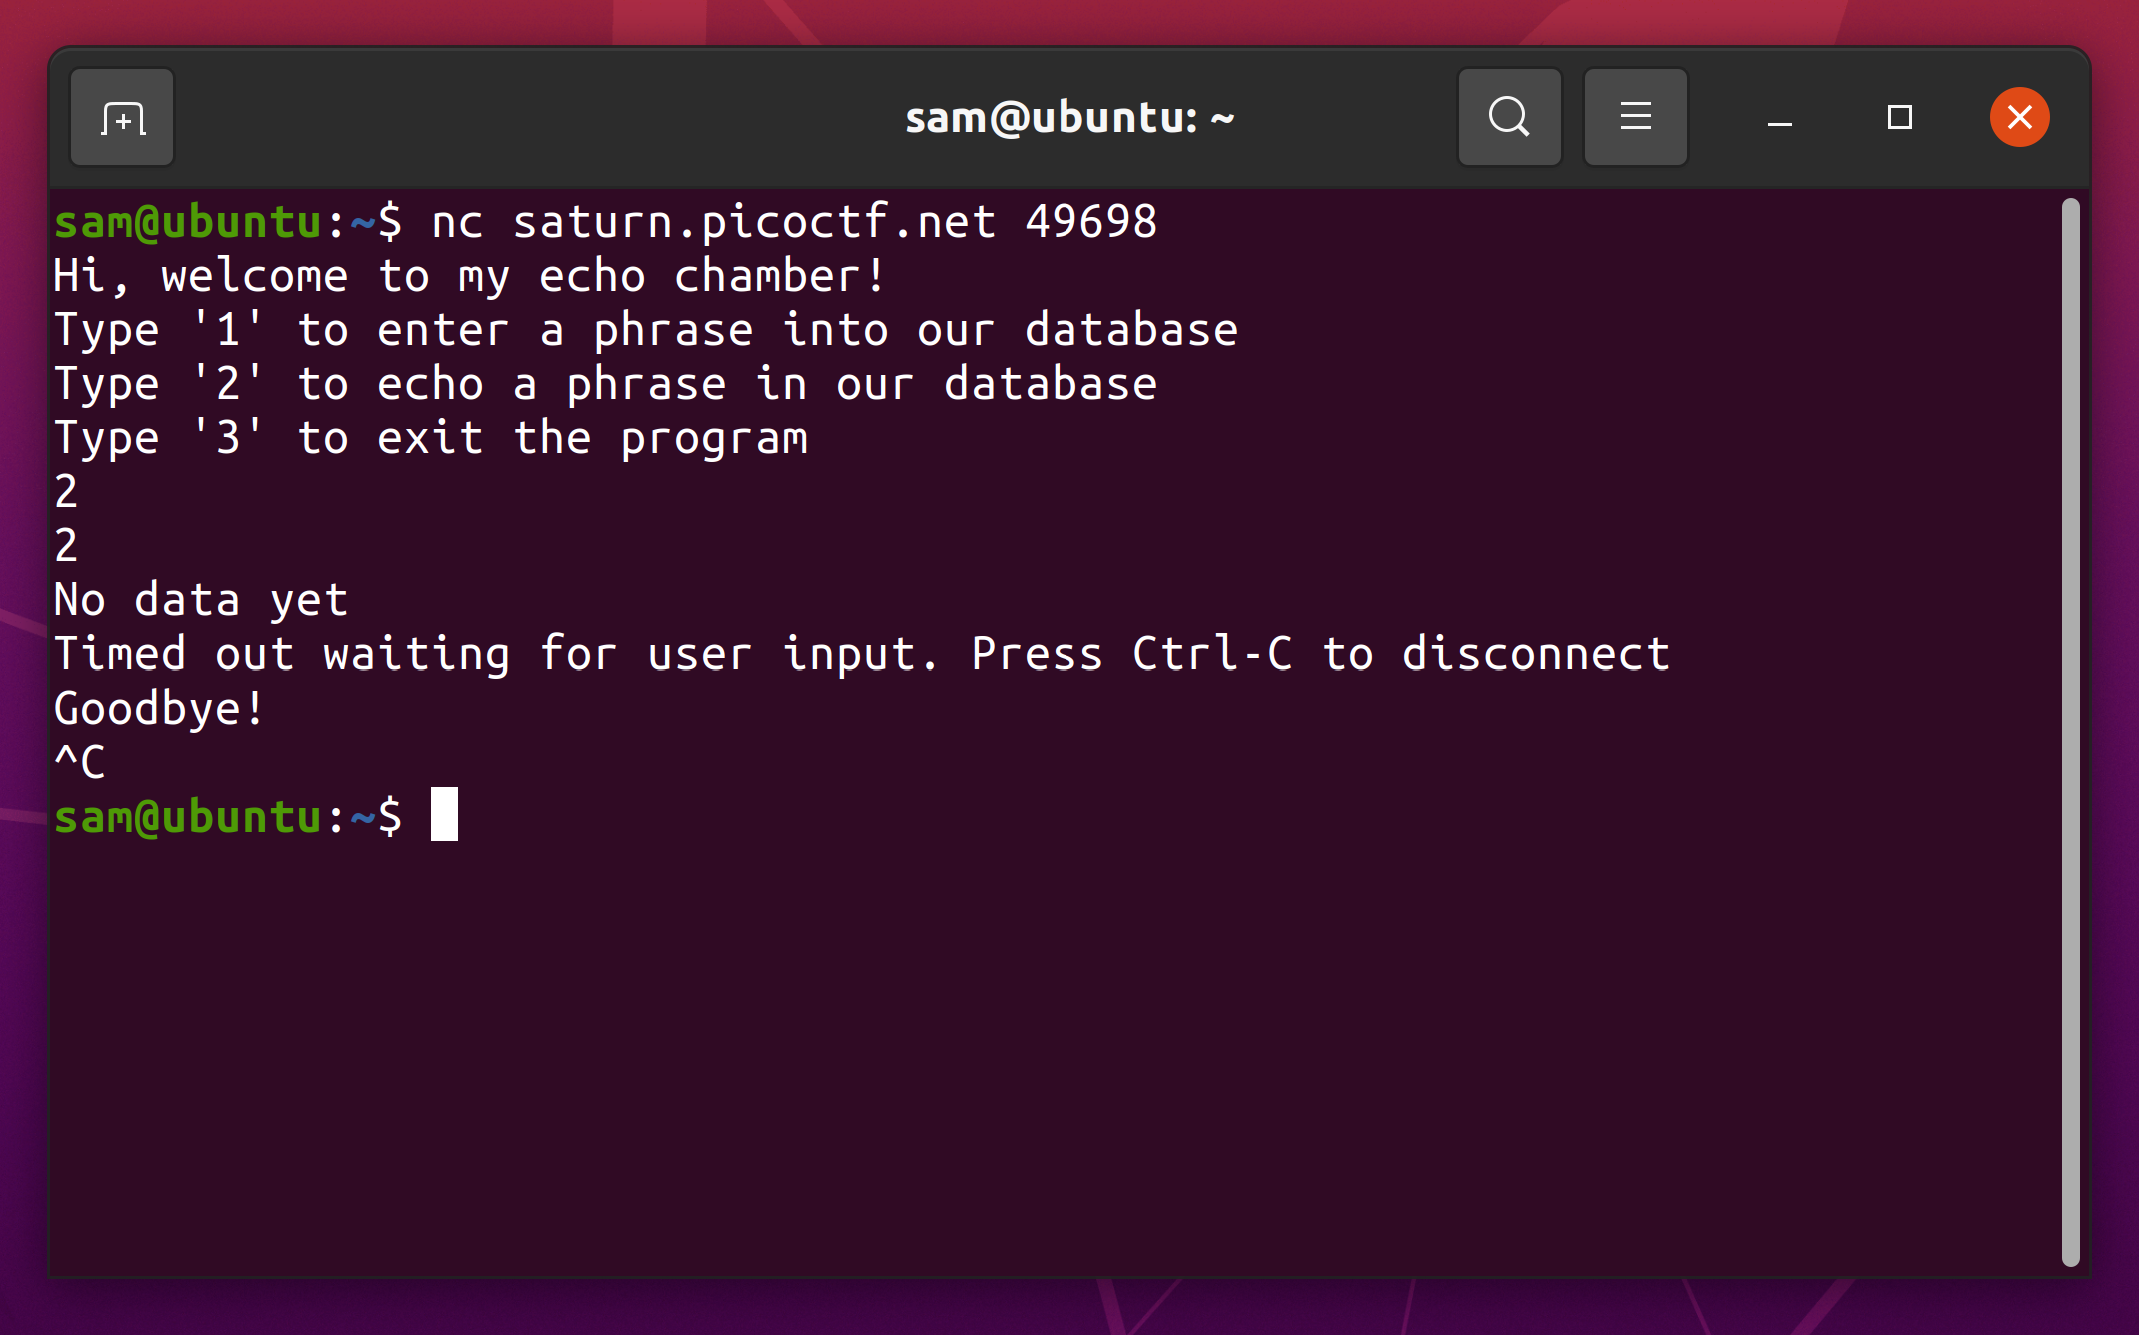 sam@ubuntu: ~
sam@ubuntu:~$ nc saturn.picoctf.net 49698
Hi, welcome to my echo chamber!
Type '1' to enter a phrase into our database
Type '2' to echo a phrase in our database
Type '3' to exit the program
2
2
No data yet
Timed out waiting for user input. Press Ctrl-C to disconnect
Goodbye!
^C
sam@ubuntu:~$